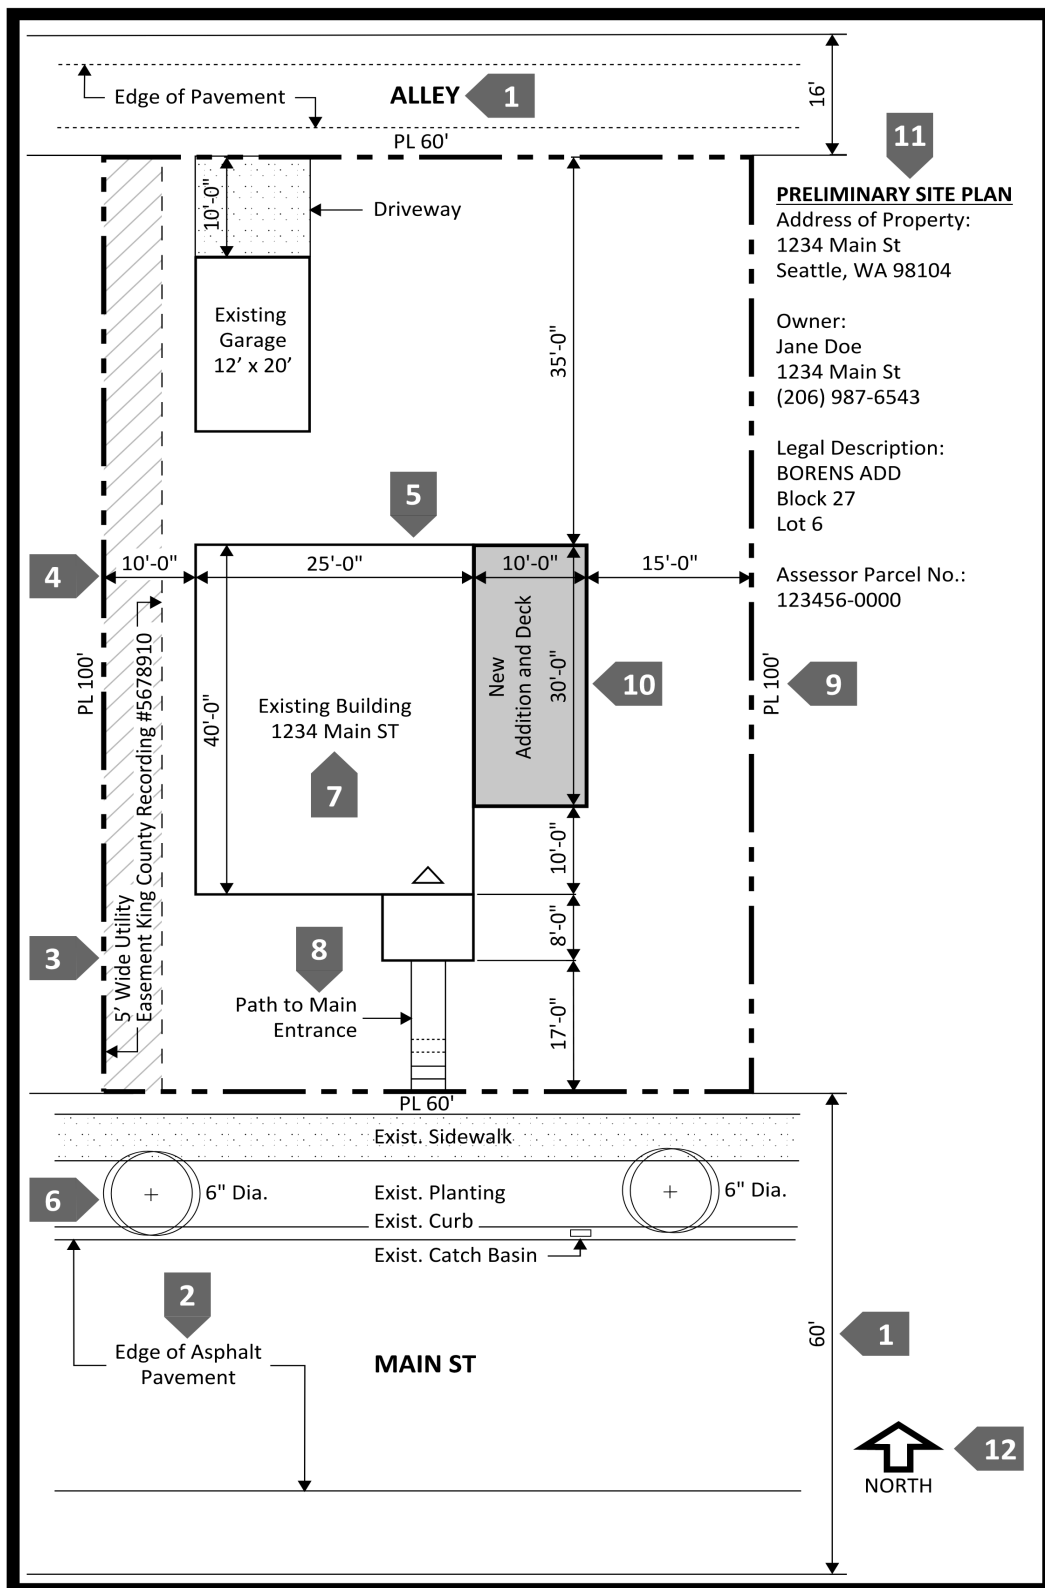 ALLEY
1
Edge of Pavement
16'
PL 60'
11
PRELIMINARY SITE PLAN
Address of Property:
1234 Main St
Seattle, WA 98104
Owner:
Jane Doe
1234 Main St
(206) 987-6543
Legal Description:
BORENS ADD
Block 27
Lot 6
Assessor Parcel No.:
123456-0000
10'-0"
Driveway
Existing
Garage
12’ x 20’
35'-0"
5
4
10'-0"
25'-0"
10'-0"
15'-0"
PL 100'
5’ Wide Utility
Easement King County Recording #5678910
40'-0"
Existing Building
1234 Main ST
7
New
Addition and Deck
30'-0"
10
PL 100'
9
10'-0"
8'-0"
17'-0"
3
8
Path to Main
Entrance
PL 60'
Exist. Sidewalk
6
6" Dia.
Exist. Planting
6" Dia.
Exist. Curb
Exist. Catch Basin
2
Edge of Asphalt
Pavement
MAIN ST
60'
1
12
NORTH